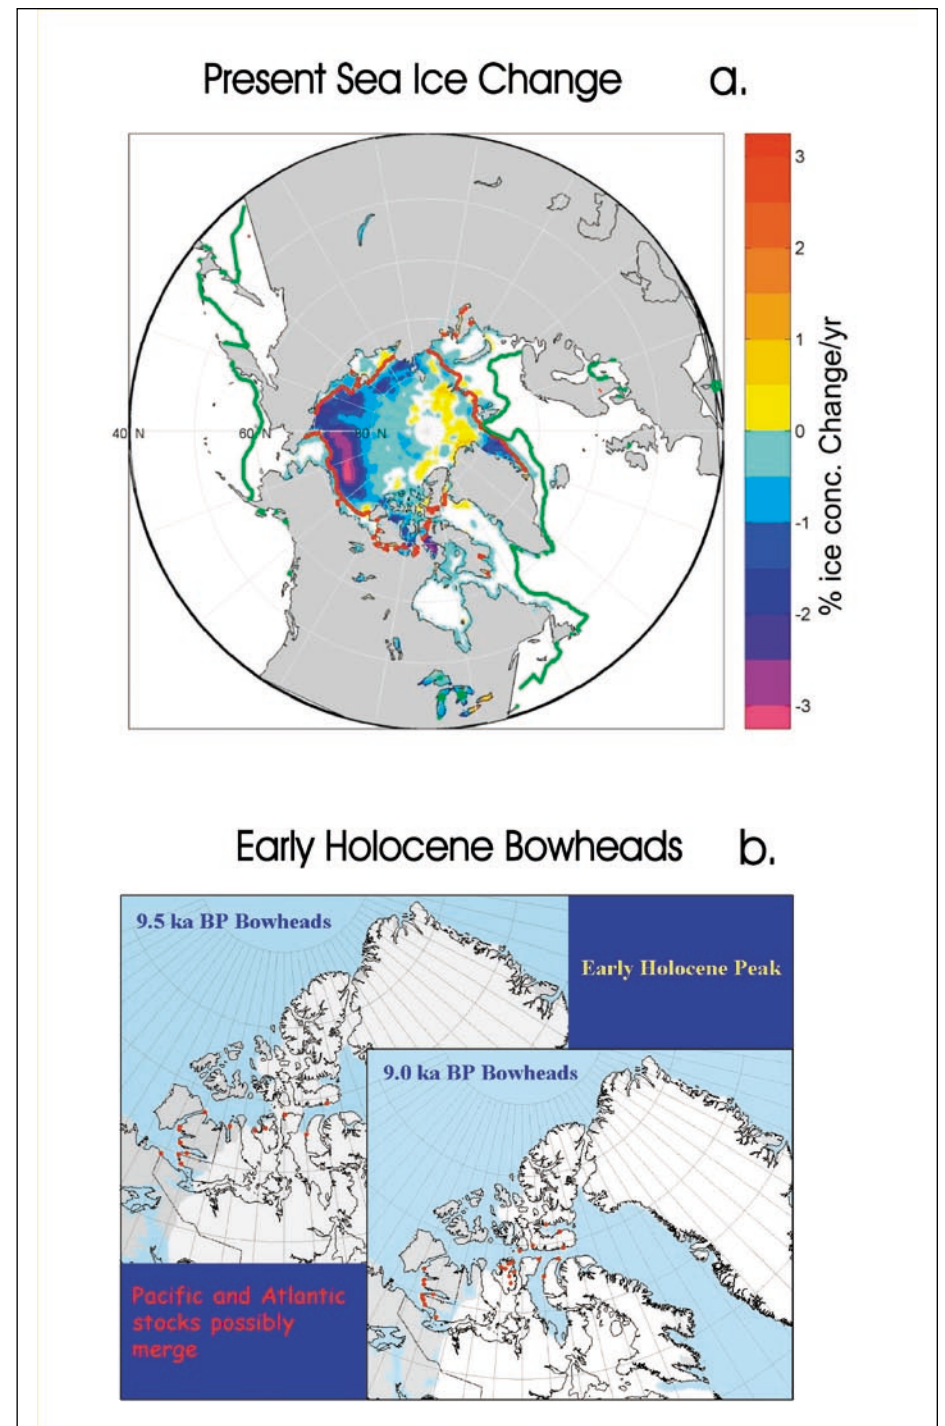 Present Sea Ice Change
a.
40 N
60 N
80 N
3
2
1
0
-1
-2
-3
% ice conc. Change/yr
Early Holocene Bowheads
b.
9.5 ka BP Bowheads
Early Holocene Peak
9.0 ka BP Bowheads
Pacific and Atlantic
stocks possibly
merge